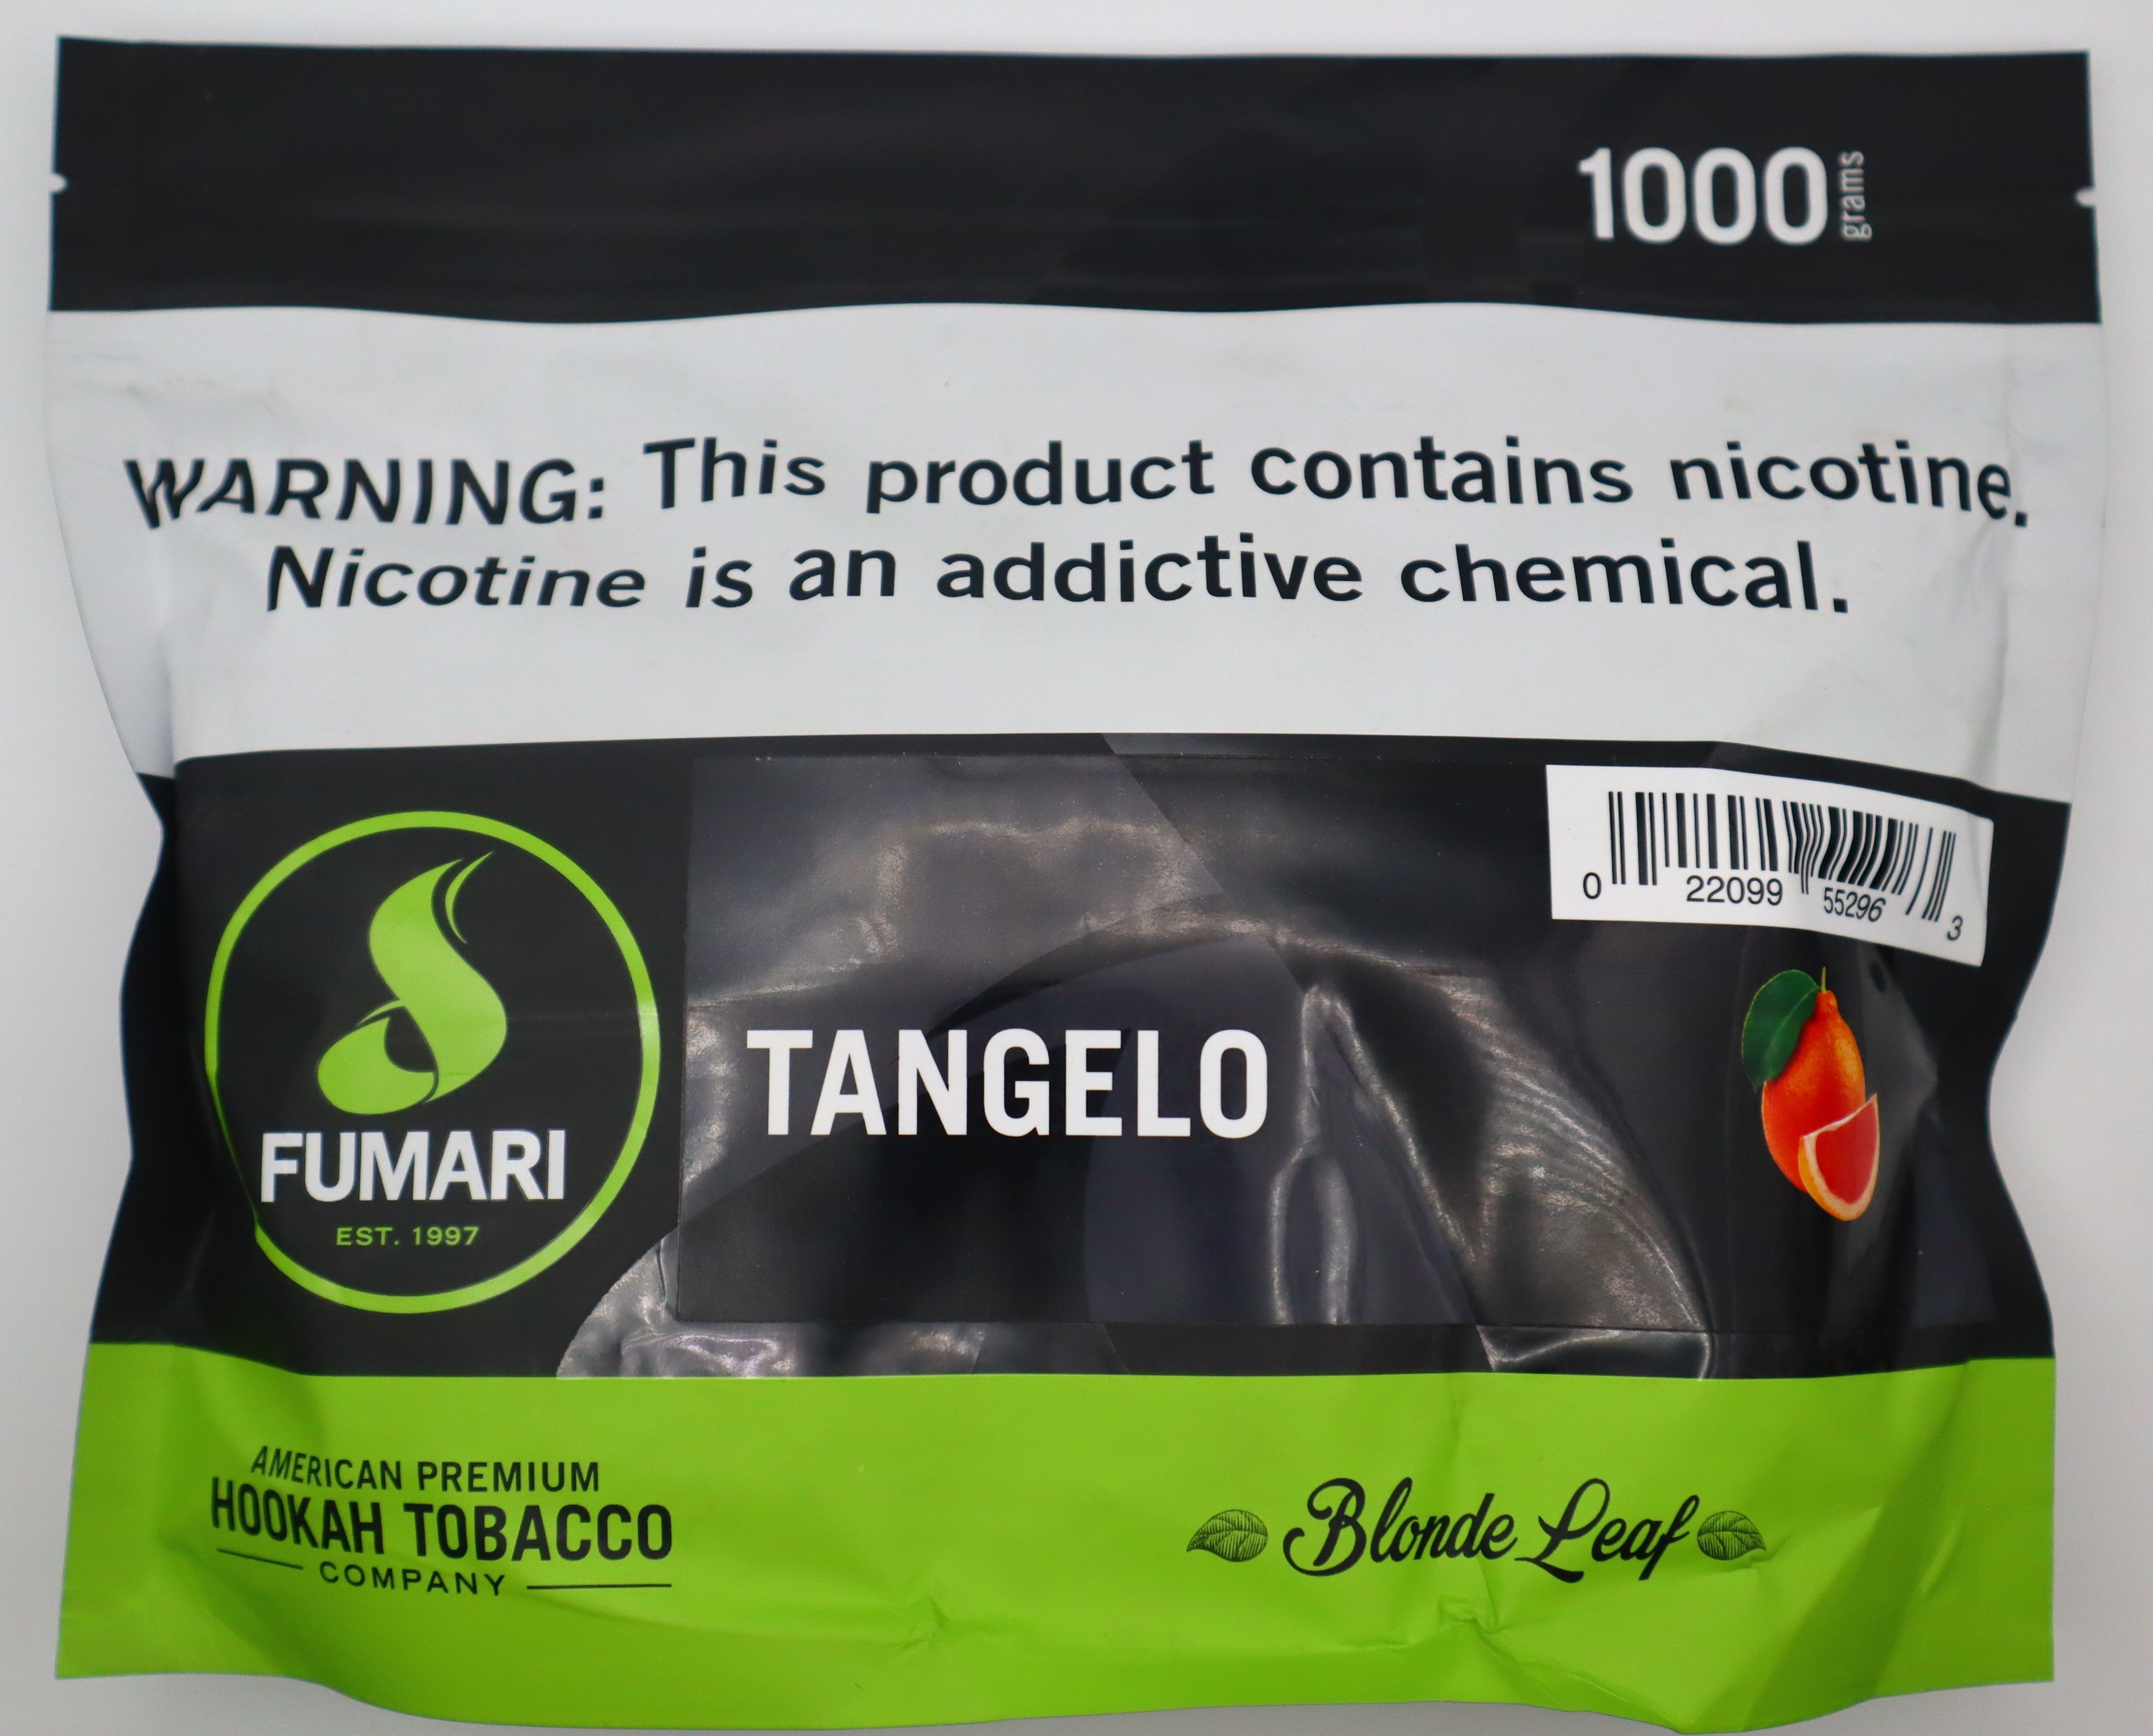 1000 grams
WARNING: This product contains nicotine.
Nicotine is an addictive chemical.
0 22099 55296 3
TANGELO
FUMARI
EST. 1997
AMERICAN PREMIUM
HOOKAH TOBACCO
COMPANY
Blonde Leaf